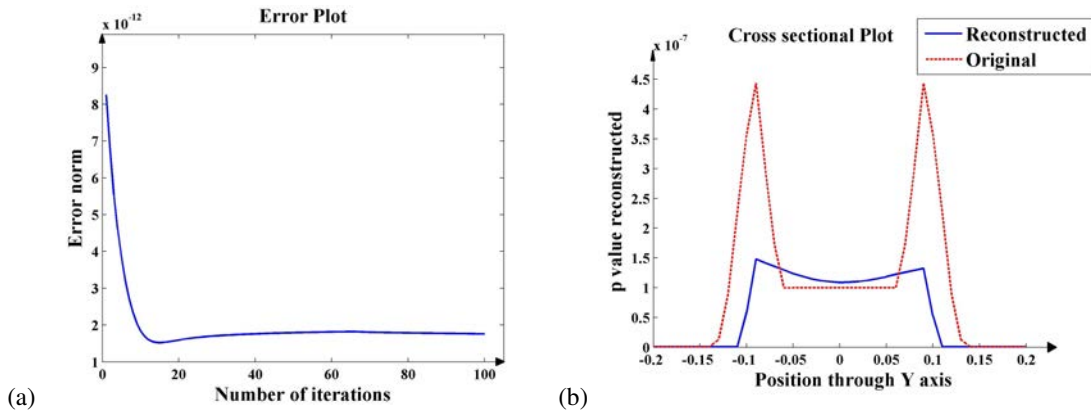 x 10⁻¹²
Error Plot
9
8
7
6
5
4
3
2
1
0 20 40 60 80 100
Error norm
Number of iterations
(a)
x 10⁻⁷
Cross sectional Plot
Reconstructed
Original
4.5
4
3.5
3
2.5
2
1.5
1
0.5
0
-0.2 -0.15 -0.1 -0.05 0 0.05 0.1 0.15 0.2
p value reconstructed
Position through Y axis
(b)